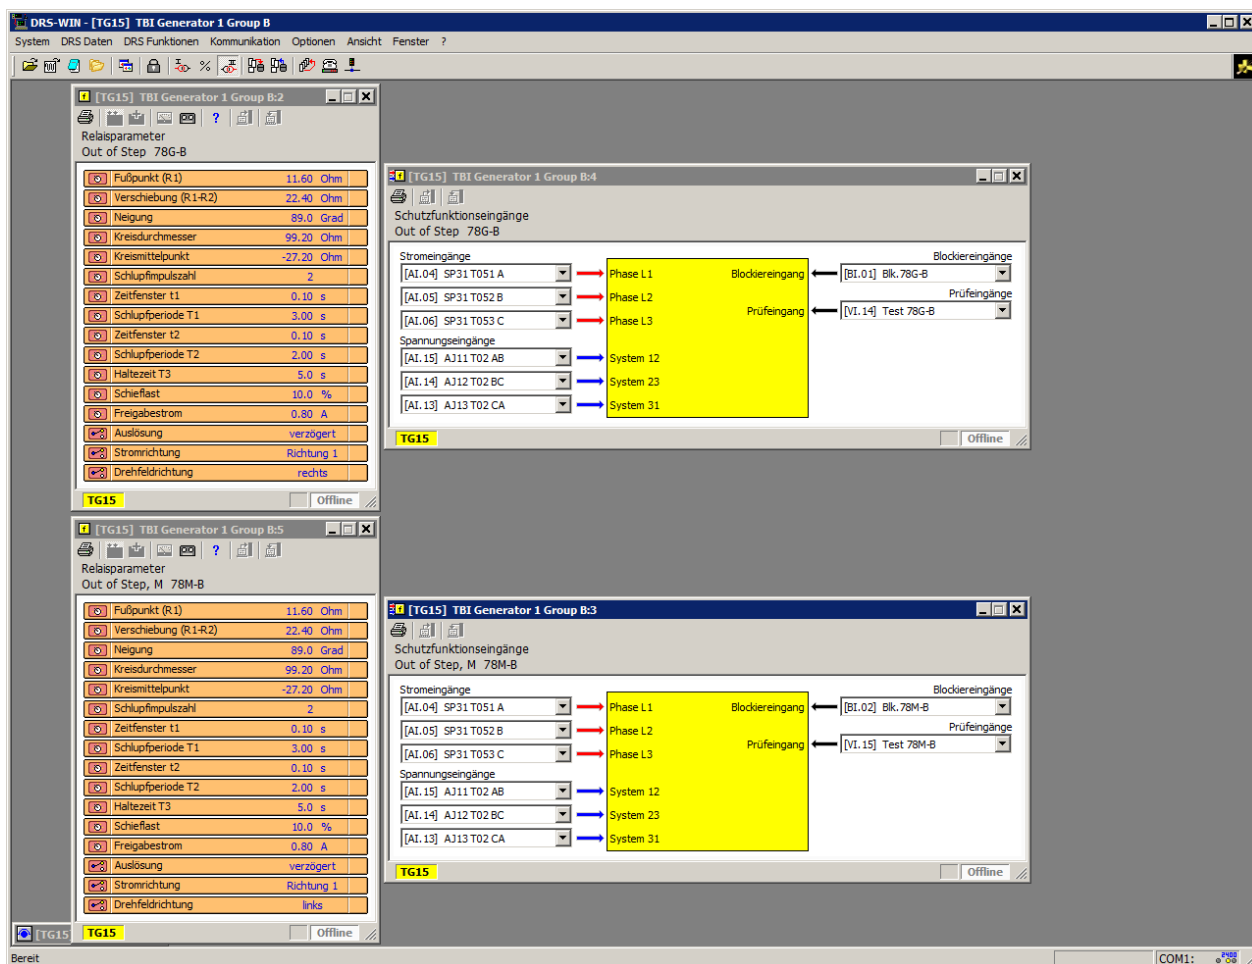 DRS-WIN - [TG15] TBI Generator 1 Group B
System DRS Daten DRS Funktionen Kommunikation Optionen Ansicht Fenster ?
[TG15] TBI Generator 1 Group B:2
Relaisparameter
Out of Step 78G-B
Fußpunkt (R1) 11.60 Ohm
Verschiebung (R1-R2) 22.40 Ohm
Neigung 89.0 Grad
Kreisdurchmesser 99.20 Ohm
Kreismittelpunkt -27.20 Ohm
Schlupfimpulszahl 2
Zeitfenster t1 0.10 s
Schlupfperiode T1 3.00 s
Zeitfenster t2 0.10 s
Schlupfperiode T2 2.00 s
Haltezeit T3 5.0 s
Schieflast 10.0 %
Freigabestrom 0.80 A
Auslösung verzögert
Stromrichtung Richtung 1
Drehfeldrichtung rechts
TG15 Offline
[TG15] TBI Generator 1 Group B:4
Schutzfunktionseingänge
Out of Step 78G-B
Stromeingänge Blockiereingänge
[AI.04] SP31 T051 A Phase L1 Blockiereingang [BI.01] Blk.78G-B
[AI.05] SP31 T052 B Phase L2 Prüfeingänge
Prüfeingang [VI.14] Test 78G-B
[AI.06] SP31 T053 C Phase L3
Spannungseingänge
[AI.15] AJ11 T02 AB System 12
[AI.14] AJ12 T02 BC System 23
[AI.13] AJ13 T02 CA System 31
TG15 Offline
[TG15] TBI Generator 1 Group B:5
Relaisparameter
Out of Step, M 78M-B
Fußpunkt (R1) 11.60 Ohm
Verschiebung (R1-R2) 22.40 Ohm
Neigung 89.0 Grad
Kreisdurchmesser 99.20 Ohm
Kreismittelpunkt -27.20 Ohm
Schlupfimpulszahl 2
Zeitfenster t1 0.10 s
Schlupfperiode T1 3.00 s
Zeitfenster t2 0.10 s
Schlupfperiode T2 2.00 s
Haltezeit T3 5.0 s
Schieflast 10.0 %
Freigabestrom 0.80 A
Auslösung verzögert
Stromrichtung Richtung 1
Drehfeldrichtung links
TG15 Offline
[TG15] TBI Generator 1 Group B:3
Schutzfunktionseingänge
Out of Step, M 78M-B
Stromeingänge Blockiereingänge
[AI.04] SP31 T051 A Phase L1 Blockiereingang [BI.02] Blk.78M-B
[AI.05] SP31 T052 B Phase L2 Prüfeingänge
Prüfeingang [VI.15] Test 78M-B
[AI.06] SP31 T053 C Phase L3
Spannungseingänge
[AI.15] AJ11 T02 AB System 12
[AI.14] AJ12 T02 BC System 23
[AI.13] AJ13 T02 CA System 31
TG15 Offline
[TG15]
Bereit COM1: 2400